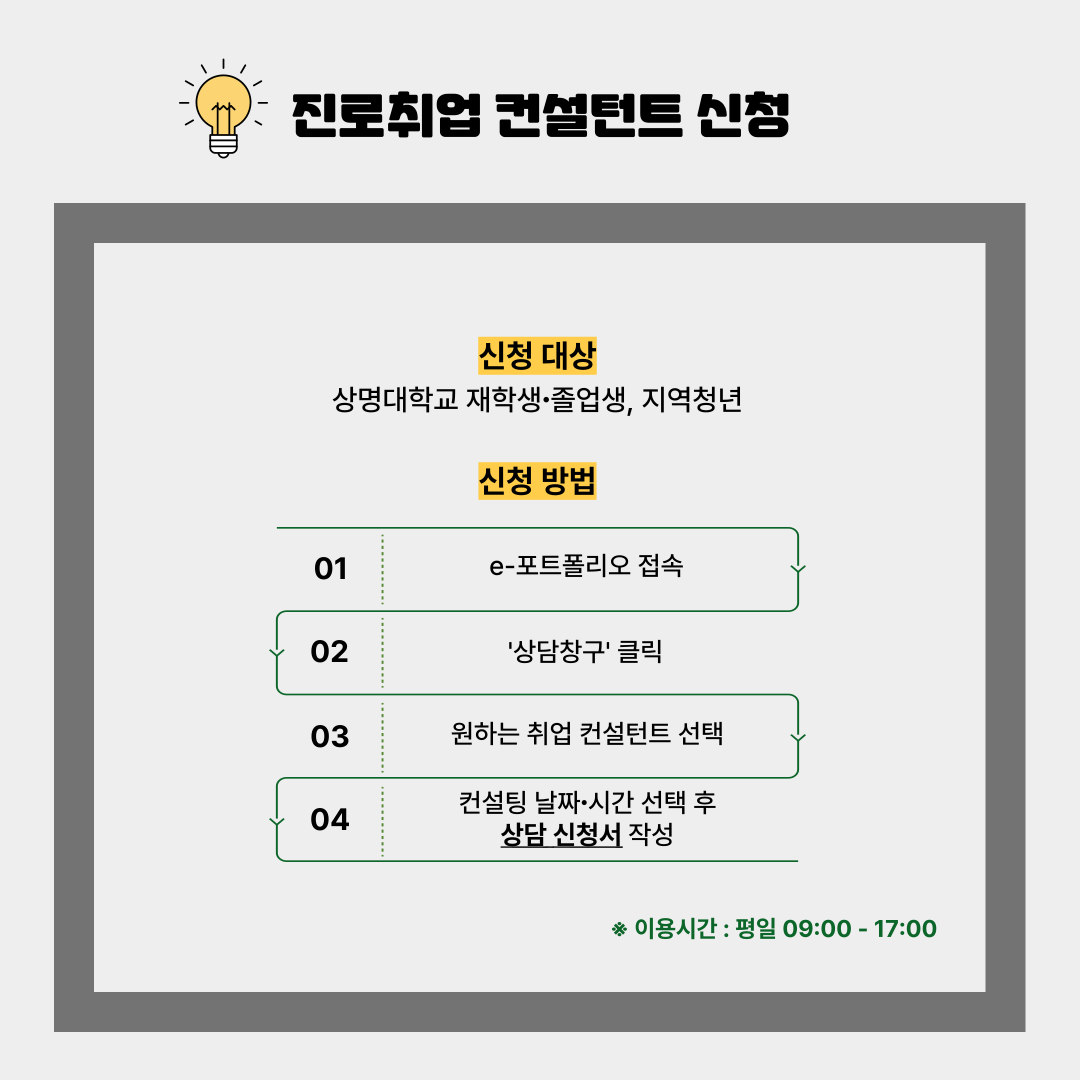 진로취업 컨설턴트 신청
신청 대상
상명대학교 재학생•졸업생, 지역청년
신청 방법
01
e-포트폴리오 접속
02
'상담창구' 클릭
03
원하는 취업 컨설턴트 선택
04
컨설팅 날짜•시간 선택 후
상담 신청서 작성
※ 이용시간 : 평일 09:00 - 17:00